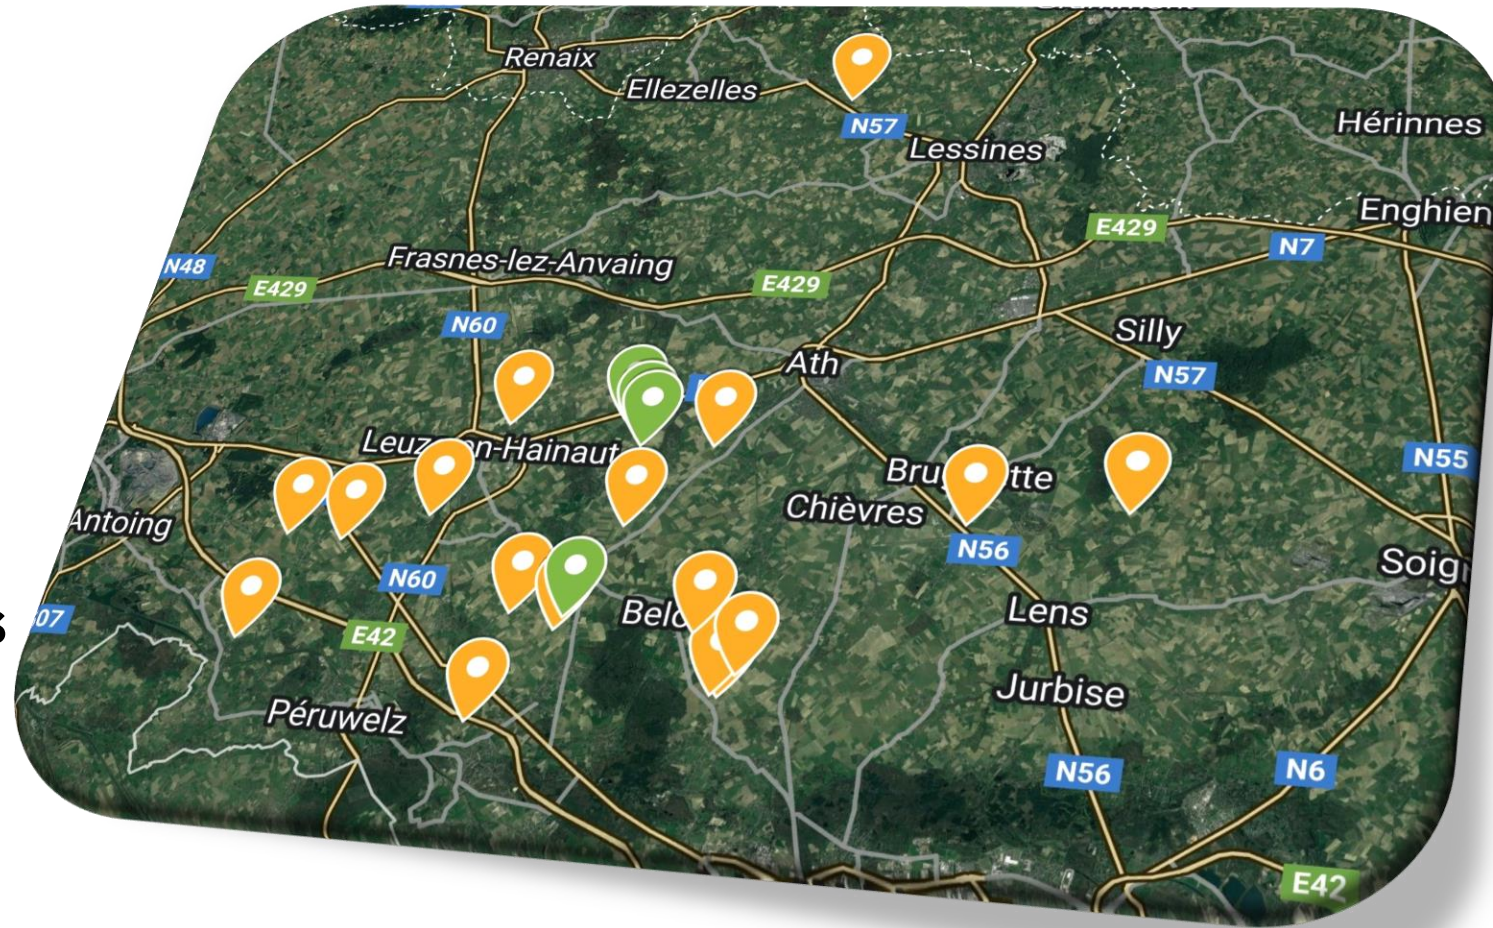 Renaix
Ellezelles
N57
Lessines
Hérinnes
Enghien
E429
N7
Frasnes-lez-Anvaing
N48
E429
E429
N60
Silly
Ath
N57
N55
Antoing
Chièvres
N56
N60
Lens
E42
Jurbise
Péruwelz
N56
N6
E42